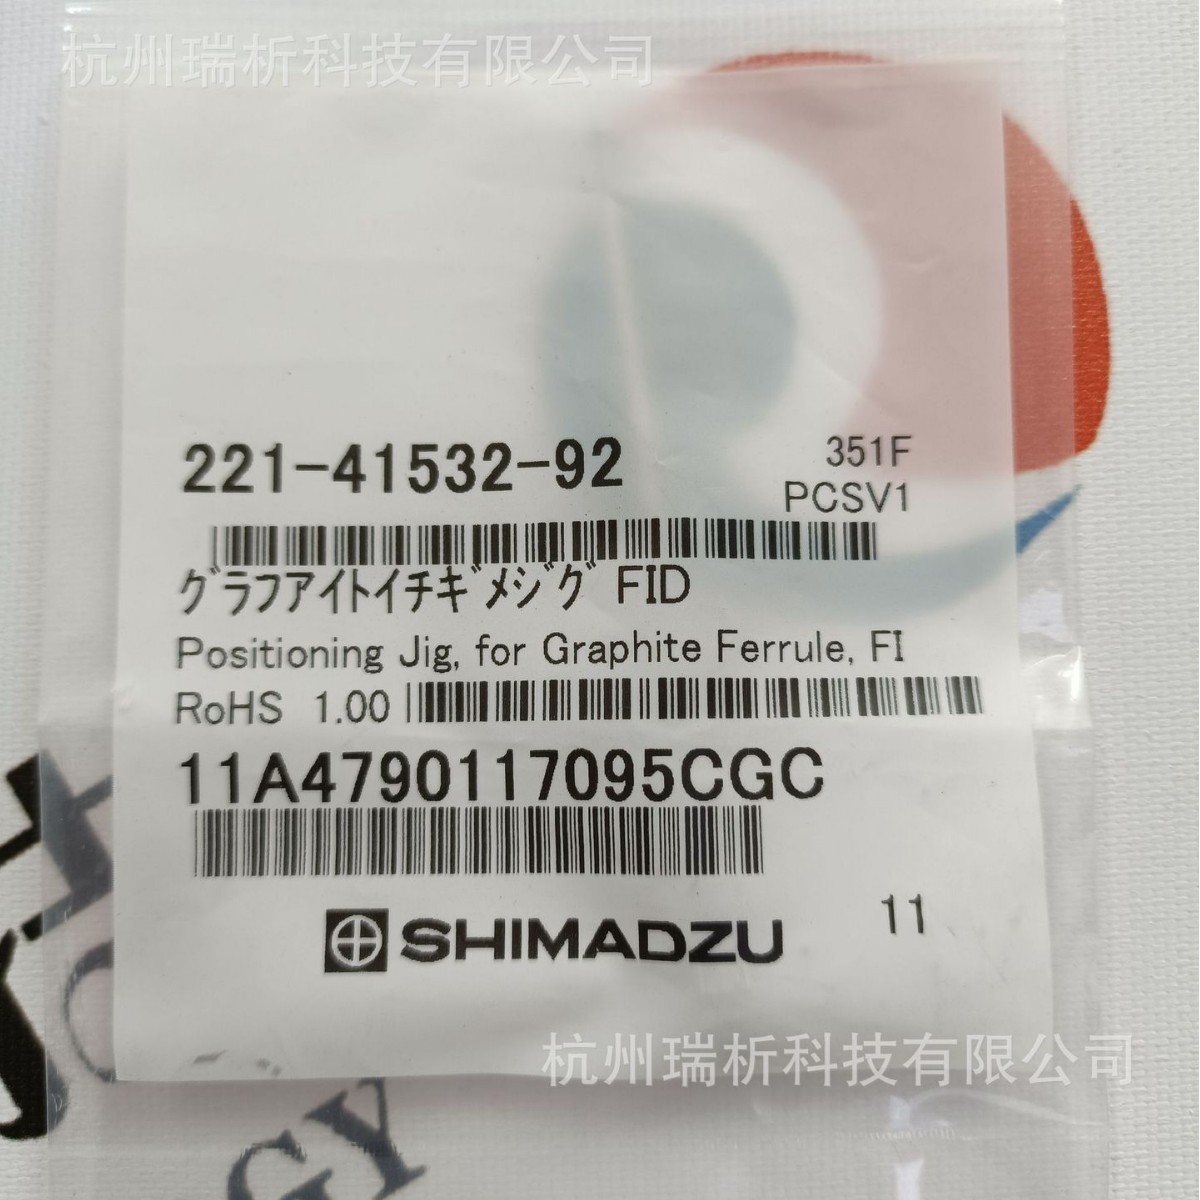 杭州瑞析科技有限公司
221-41532-92
351F
PCSV1
ｸﾞﾗﾌｱｲﾄｲﾁｷﾞﾒｼﾞｸﾞ FID
Positioning Jig, for Graphite Ferrule, FI
RoHS 1.00
11A4790117095CGC
SHIMADZU
11
杭州瑞析科技有限公司
GY